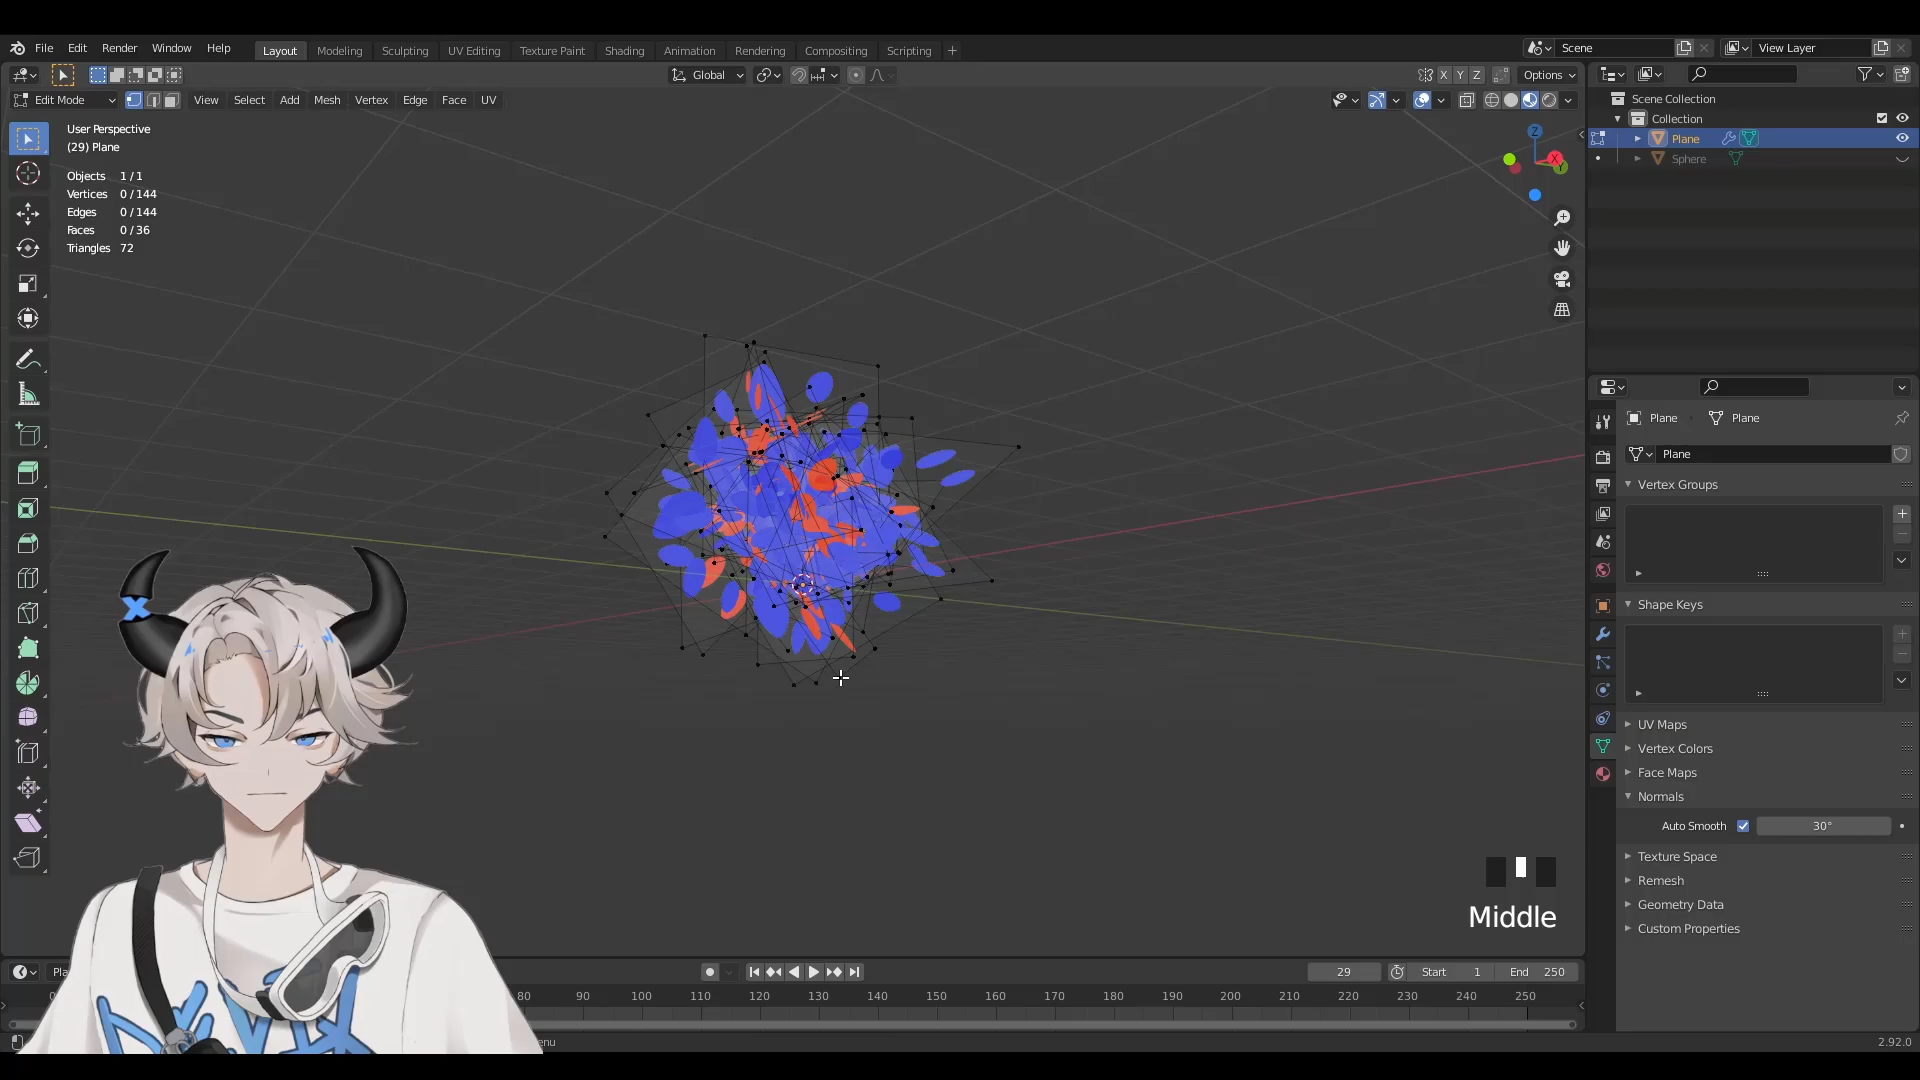 File Edit Render Window Help Layout Modeling Sculpting UV Editing Texture Paint Shading Animation Rendering Compositing Scripting + Scene View Layer
Global X Y Z Options
Edit Mode View Select Add Mesh Vertex Edge Face UV
User Perspective
(29) Plane
Objects 1 / 1
Vertices 0 / 144
Edges 0 / 144
Faces 0 / 36
Triangles 72
Z
X
Y
Scene Collection
Collection
Plane
Sphere
Plane Plane
Plane
Vertex Groups
Shape Keys
UV Maps
Vertex Colors
Face Maps
Normals
Auto Smooth 30°
Texture Space
Remesh
Geometry Data
Custom Properties
Middle
Pla 29 Start 1 End 250
80 90 100 110 120 130 140 150 160 170 180 190 200 210 220 230 240 250
enu 2.92.0